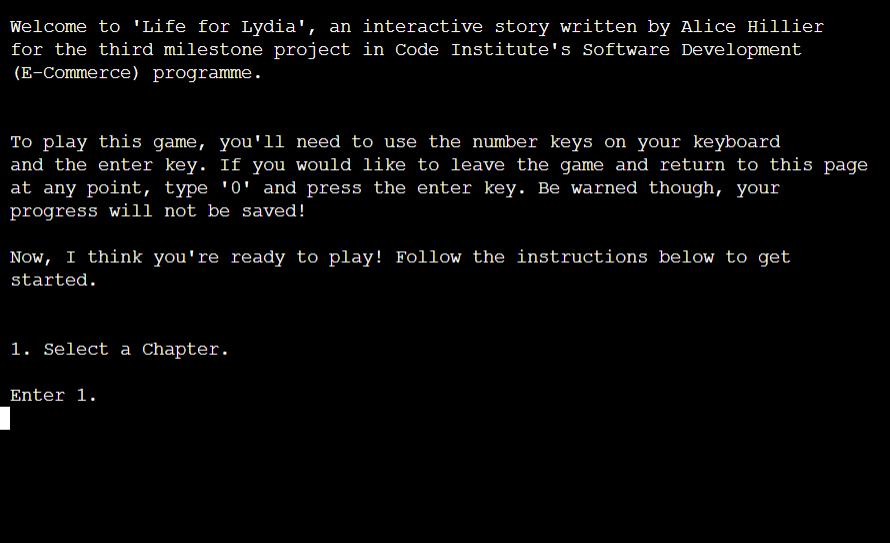 Welcome to 'Life for Lydia', an interactive story written by Alice Hillier
for the third milestone project in Code Institute's Software Development
(E-Commerce) programme.
To play this game, you'll need to use the number keys on your keyboard
and the enter key. If you would like to leave the game and return to this page
at any point, type '0' and press the enter key. Be warned though, your
progress will not be saved!
Now, I think you're ready to play! Follow the instructions below to get
started.
1. Select a Chapter.
Enter 1.